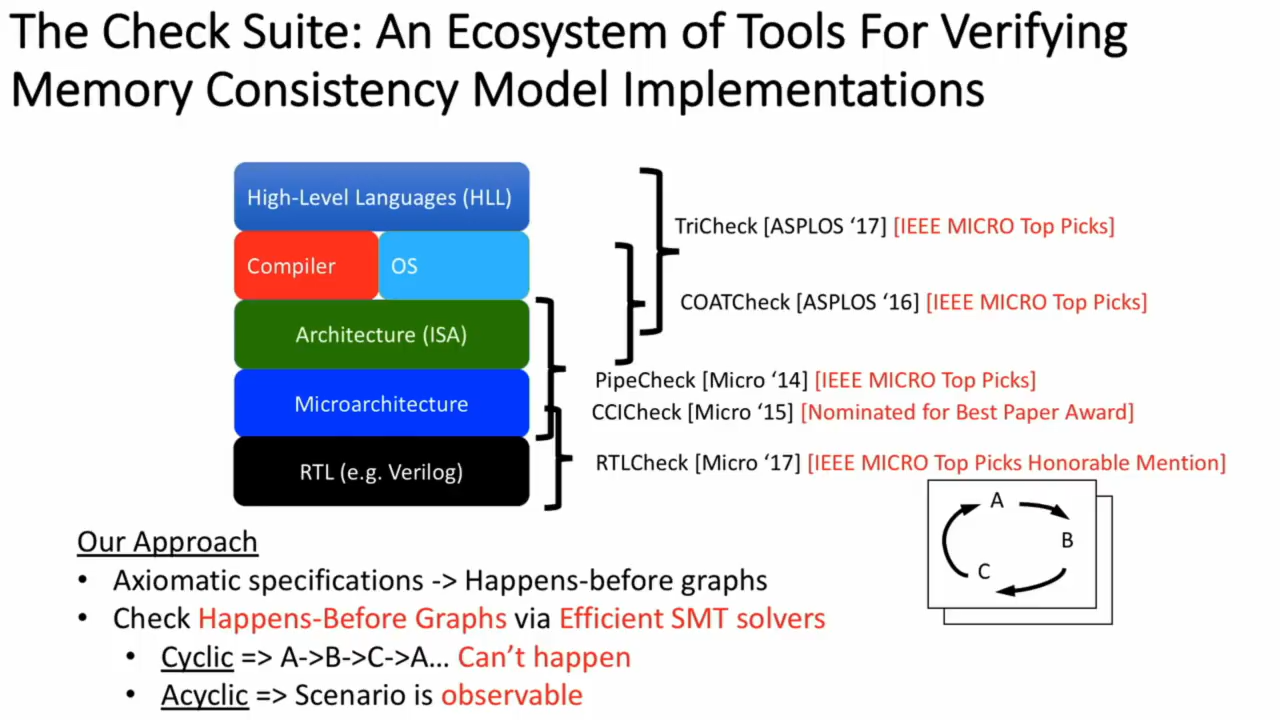 The Check Suite: An Ecosystem of Tools For Verifying
Memory Consistency Model Implementations
High-Level Languages (HLL)
Compiler
OS
Architecture (ISA)
Microarchitecture
RTL (e.g. Verilog)
TriCheck [ASPLOS ‘17] [IEEE MICRO Top Picks]
COATCheck [ASPLOS ‘16] [IEEE MICRO Top Picks]
PipeCheck [Micro ‘14] [IEEE MICRO Top Picks]
CCICheck [Micro ‘15] [Nominated for Best Paper Award]
RTLCheck [Micro ‘17] [IEEE MICRO Top Picks Honorable Mention]
A
B
C
Our Approach
• Axiomatic specifications -> Happens-before graphs
• Check Happens-Before Graphs via Efficient SMT solvers
• Cyclic => A->B->C->A… Can’t happen
• Acyclic => Scenario is observable